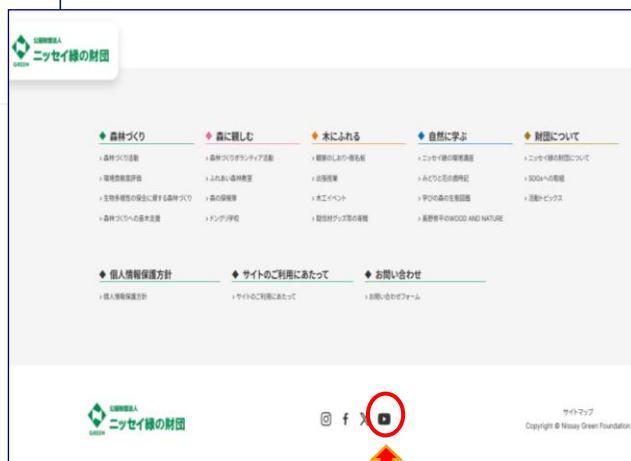 公益財団法人
ニッセイ緑の財団
GREEN
◆ 森林づくり
› 森林づくり活動
› 環境貢献度評価
› 生物多様性の保全に資する森林づくり
› 森林づくりへの苗木支援
◆ 森に親しむ
› 森林づくりボランティア活動
› ふれあい森林教室
› 森の探検隊
› ドングリ学校
◆ 木にふれる
› 樹脈のしおり・樹名板
› 出張授業
› 木工イベント
› 間伐材グッズ等の寄贈
◆ 自然に学ぶ
› ニッセイ緑の環境講座
› みどりと花の歳時記
› 学びの森の生態図鑑
› 長野修平のWOOD AND NATURE
◆ 財団について
› ニッセイ緑の財団について
› SDGsへの取組
› 活動トピックス
◆ 個人情報保護方針
› 個人情報保護方針
◆ サイトのご利用にあたって
› サイトのご利用にあたって
◆ お問い合わせ
› お問い合わせフォーム
公益財団法人
ニッセイ緑の財団
GREEN
サイトマップ
Copyright © Nissay Green Foundation